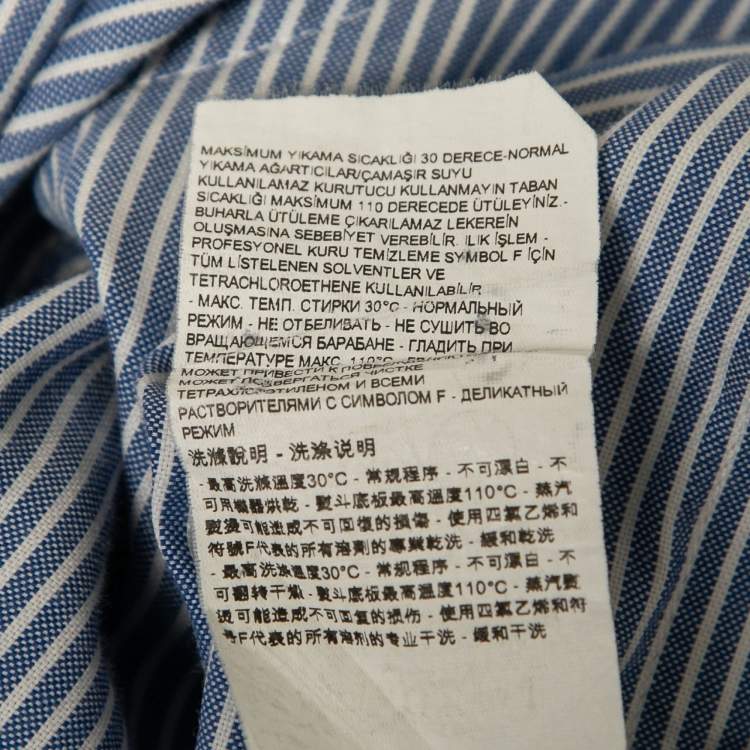 MAKSİMUM YIKAMA SICAKLIĞI 30 DERECE-NORMAL
YIKAMA AĞARTICILAR/ÇAMAŞIR SUYU
KULLANILAMAZ KURUTUCU KULLANMAYIN TABAN
SICAKLIĞI MAKSİMUM 110 DERECEDE ÜTÜLEYİNİZ.-
BUHARLA ÜTÜLEME ÇIKARILAMAZ LEKEREİN
OLUŞMASINA SEBEBİYET VEREBİLİR. ILIK İŞLEM -
PROFESYONEL KURU TEMİZLEME SYMBOL F İÇİN
TÜM LİSTELENEN SOLVENTLER VE
TETRACHLOROETHENE KULLANILABİLİR
- МАКС. ТЕМП. СТИРКИ 30°C - НОРМАЛЬНЫЙ
РЕЖИМ - НЕ ОТБЕЛИВАТЬ - НЕ СУШИТЬ ВО
ВРАЩАЮЩЕМСЯ БАРАБАНЕ - ГЛАДИТЬ ПРИ
ТЕМПЕРАТУРЕ МАКС. 110°C
МОЖЕТ ПРИВЕСТИ К
МОЖЕТ ПОДВЕРГАТЬСЯ ЧИСТКЕ
ТЕТРАХЛОРЭТИЛЕНОМ И ВСЕМИ
РАСТВОРИТЕЛЯМИ С СИМВОЛОМ F - ДЕЛИКАТНЫЙ
РЕЖИМ
洗滌說明 - 洗涤说明
- 最高洗滌溫度30°C - 常規程序 - 不可漂白 - 不
可用機器烘乾 - 熨斗底板最高溫度110°C - 蒸汽
熨燙可能造成不可回復的損傷 - 使用四氯乙烯和
符號F代表的所有溶劑的專業乾洗 - 緩和乾洗
- 最高洗涤温度30°C - 常规程序 - 不可漂白 - 不
可翻转干燥 - 熨斗底板最高温度110°C - 蒸汽熨
烫可能造成不可回复的损伤 - 使用四氯乙烯和符
号F代表的所有溶剂的专业干洗 - 缓和干洗